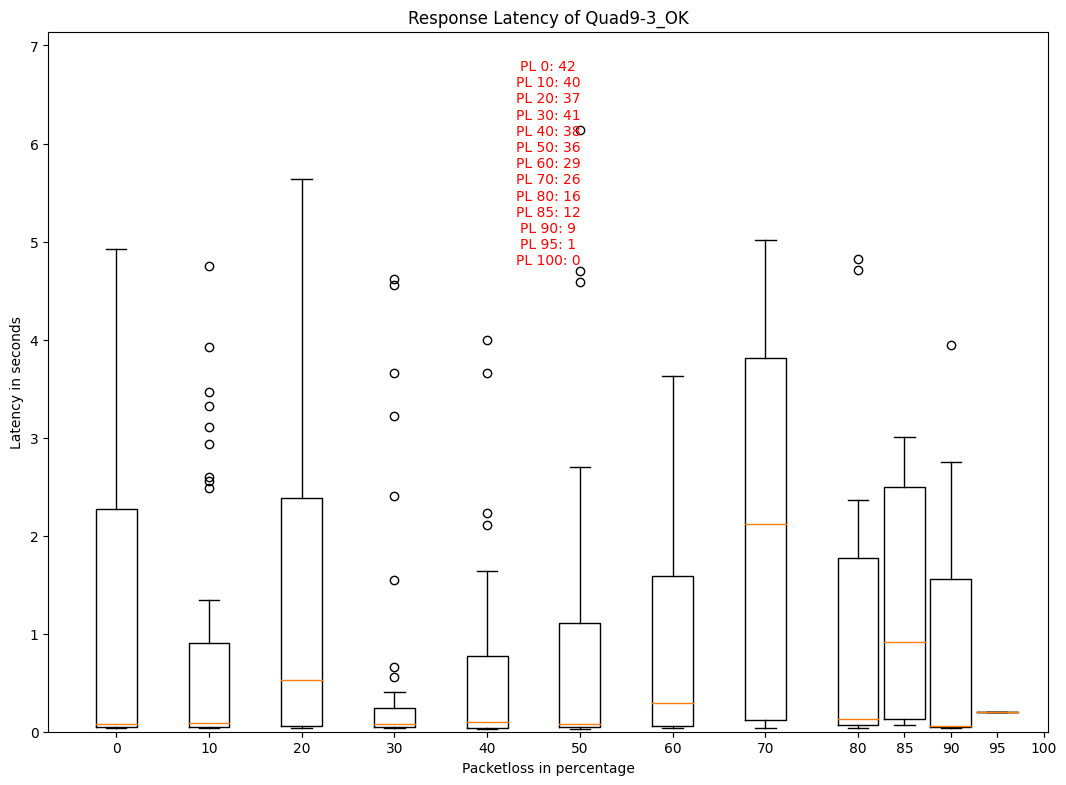 Response Latency of Quad9-3_OK
7
6
5
4
3
2
1
0
Latency in seconds
PL 0: 42
PL 10: 40
PL 20: 37
PL 30: 41
PL 40: 38
PL 50: 36
PL 60: 29
PL 70: 26
PL 80: 16
PL 85: 12
PL 90: 9
PL 95: 1
PL 100: 0
0 10 20 30 40 50 60 70 80 85 90 95 100
Packetloss in percentage